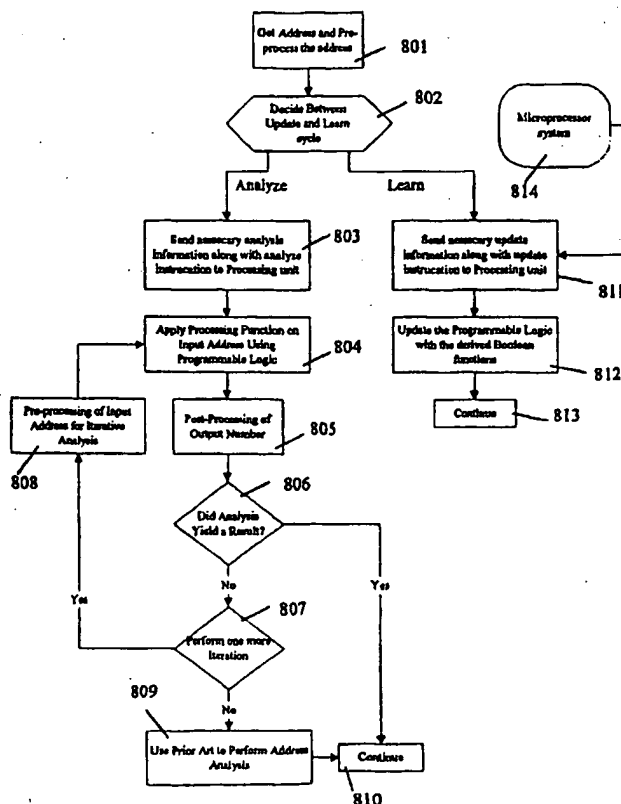 Get Address and Pre-
process the address
801
Decide Between
Update and Learn
cycle
802
Microprocessor
system
814
Analyze
Learn
Send nessecary analysis
Information along with analyze
Instrucation to Processing unit
803
Send nessecary update
Information along with update
Instrucation to Processing unit
811
Apply Processing Function on
Input Address Using
Programmable Logic
804
Update the Programmable Logic
with the derived Boolean
functions
812
Pre-processing of Input
Address for Iterative
Analysis
808
Post-Processing of
Output Number
805
Continue
813
806
Did Analysis
Yield a Result?
Yes
No
Yes
807
Perform one more
Iteration
No
809
Use Prior Art to Perform Address
Analysis
Continue
810